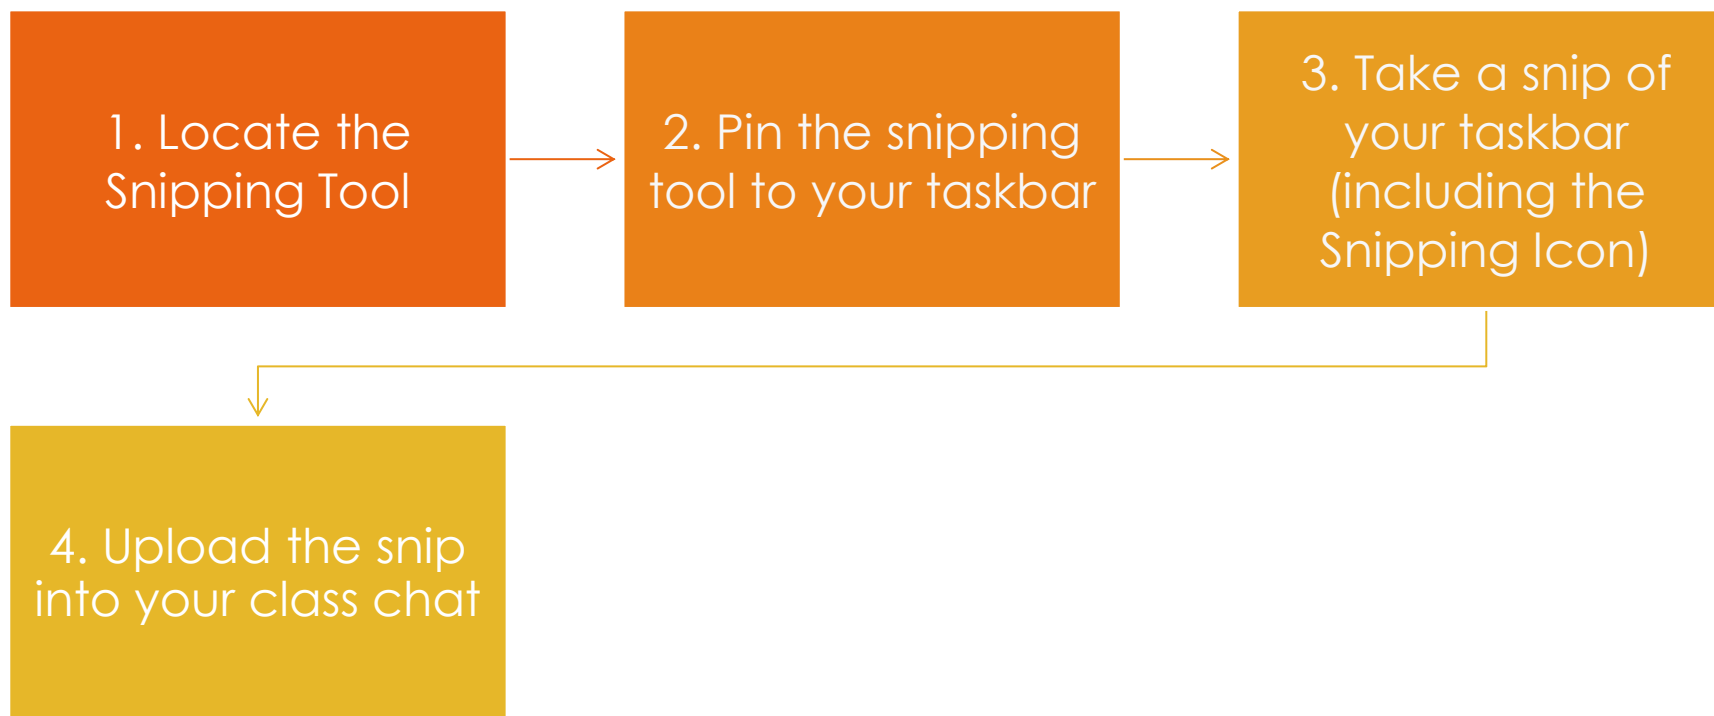 1. Locate the
Snipping Tool
2. Pin the snipping
tool to your taskbar
3. Take a snip of
your taskbar
(including the
Snipping Icon)
4. Upload the snip
into your class chat